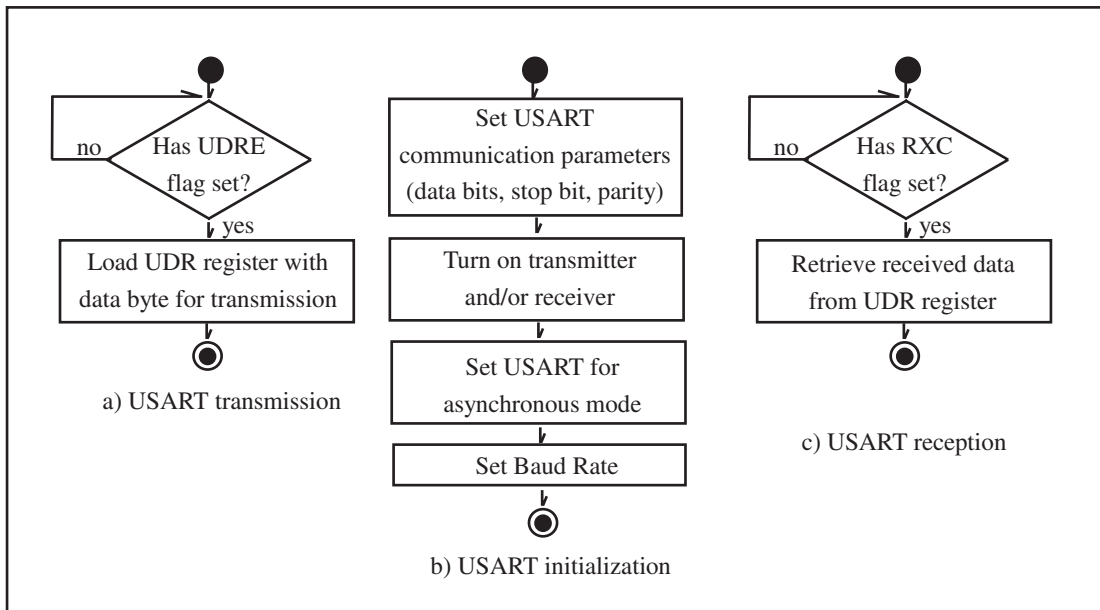 Has UDRE
flag set?
no
yes
Load UDR register with
data byte for transmission
a) USART transmission
Set USART
communication parameters
(data bits, stop bit, parity)
Turn on transmitter
and/or receiver
Set USART for
asynchronous mode
Set Baud Rate
b) USART initialization
Has RXC
flag set?
no
yes
Retrieve received data
from UDR register
c) USART reception